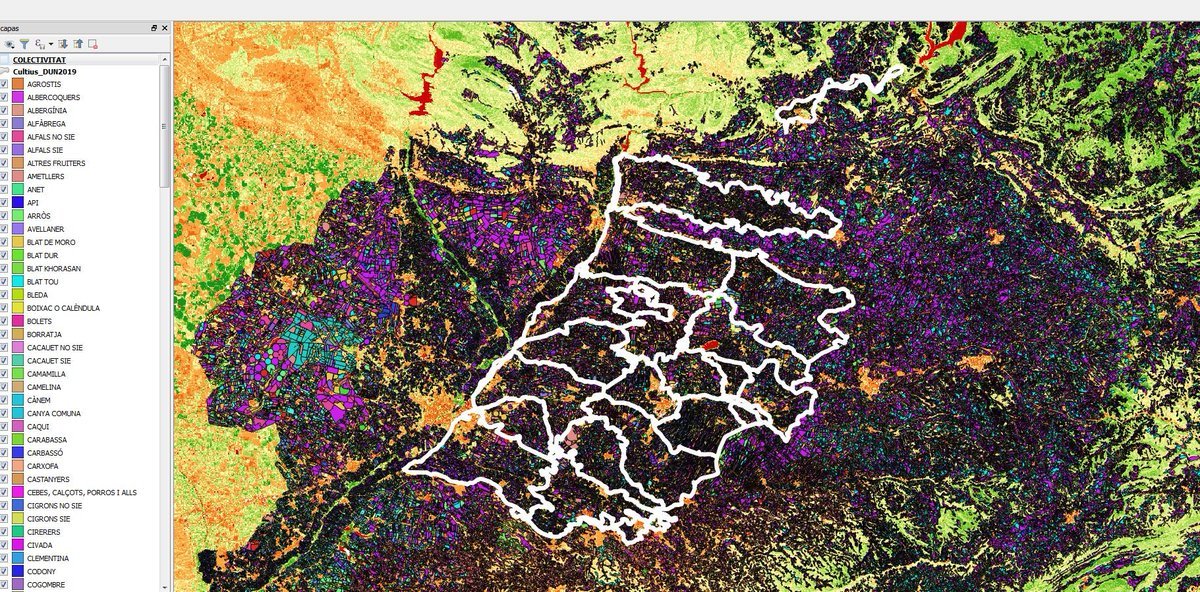 capas
COLECTIVITAT
Cultius_DUN2019
AGROSTIS
ALBERCOQUERS
ALBERGÍNIA
ALFÀBREGA
ALFALS NO SIE
ALFALS SIE
ALTRES FRUITERS
AMETLLERS
ANET
API
ARRÒS
AVELLANER
BLAT DE MORO
BLAT DUR
BLAT KHORASAN
BLAT TOU
BLEDA
BOIXAC O CALÈNDULA
BOLETS
BORRATJA
CACAUET NO SIE
CACAUET SIE
CAMAMILLA
CAMELINA
CÀNEM
CANYA COMUNA
CAQUI
CARABASSA
CARBASSÓ
CARXOFA
CASTANYERS
CEBES, CALÇOTS, PORROS I ALLS
CIGRONS NO SIE
CIGRONS SIE
CIRERERS
CIVADA
CLEMENTINA
CODONY
COGOMBRE